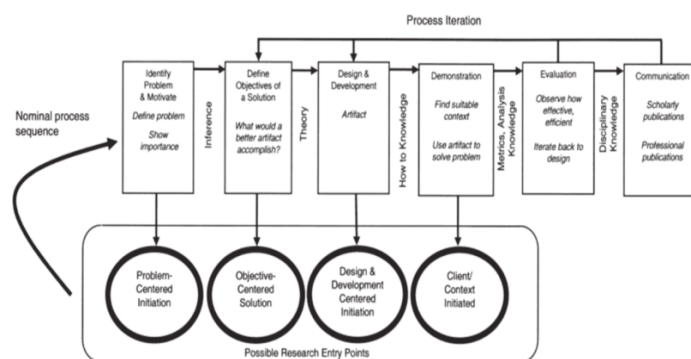 Process Iteration
Nominal process
sequence
Identify
Problem
& Motivate
Define problem
Show
importance
Inference
Define
Objectives of
a Solution
What would a
better artifact
accomplish?
Theory
Design &
Development
Artifact
How to Knowledge
Demonstration
Find suitable
context
Use artifact to
solve problem
Metrics, Analysis
Knowledge
Evaluation
Observe how
effective,
efficient
Iterate back to
design
Disciplinary
Knowledge
Communication
Scholarly
publications
Professional
publications
Problem-
Centered
Initiation
Objective-
Centered
Solution
Design &
Development
Centered
Initiation
Client/
Context
Initiated
Possible Research Entry Points